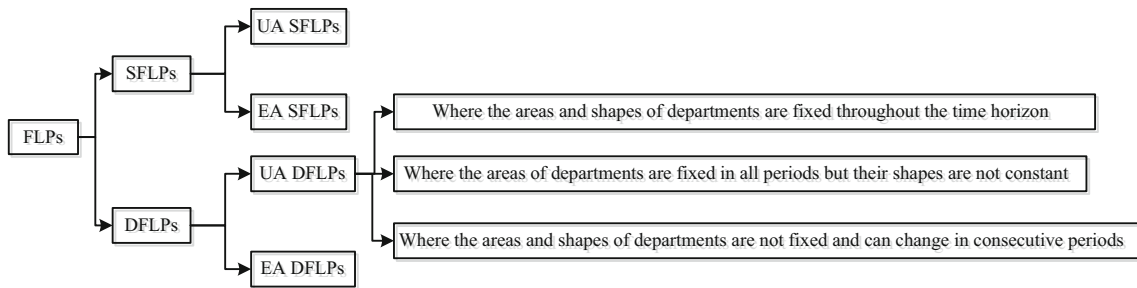 UA SFLPs
SFLPs
EA SFLPs
Where the areas and shapes of departments are fixed throughout the time horizon
FLPs
UA DFLPs
Where the areas of departments are fixed in all periods but their shapes are not constant
DFLPs
Where the areas and shapes of departments are not fixed and can change in consecutive periods
EA DFLPs